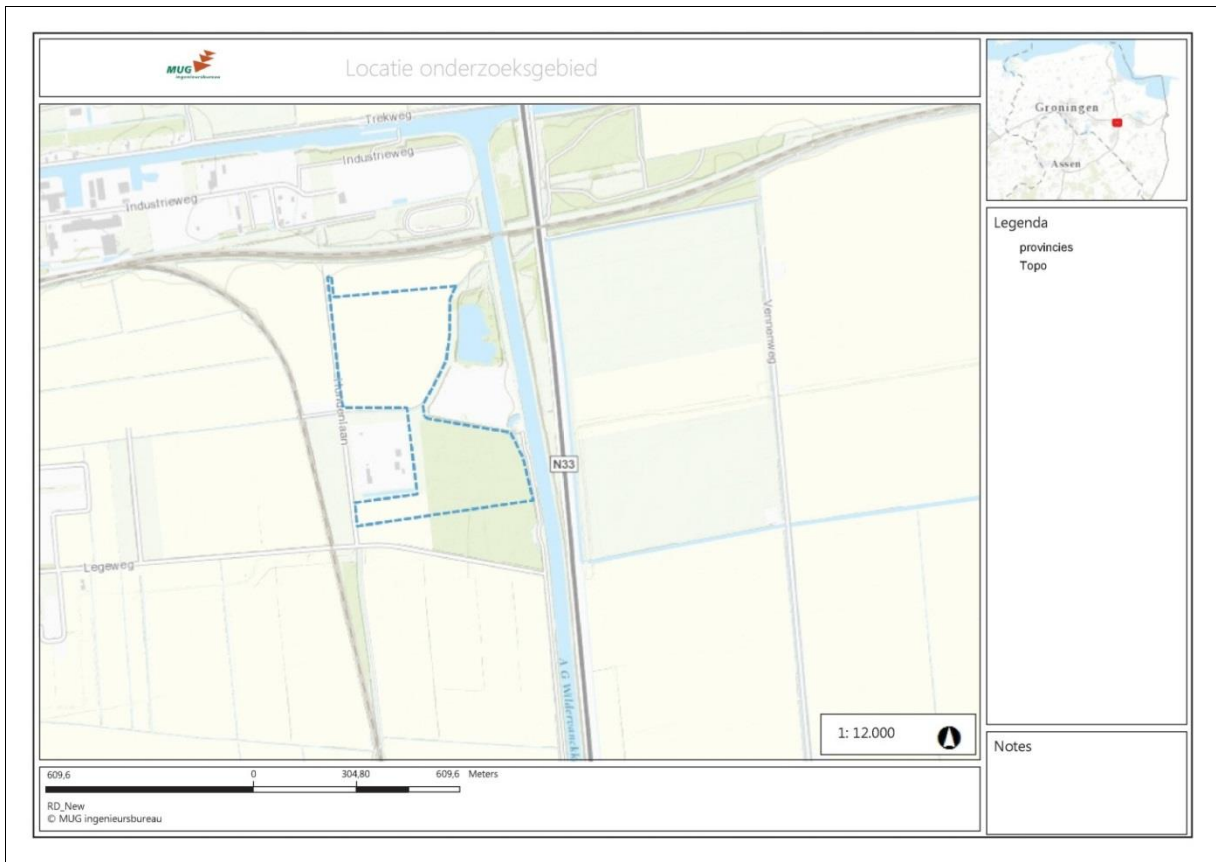 MUG
ingenieursbureau
Locatie onderzoeksgebied
Groningen
Assen
Trekweg
Industrieweg
Industrieweg
Vennenweg
N33
Legeweg
Legenda
provincies
Topo
1: 12.000
Notes
609,6 0 304,80 609,6 Meters
RD_New
© MUG ingenieursbureau